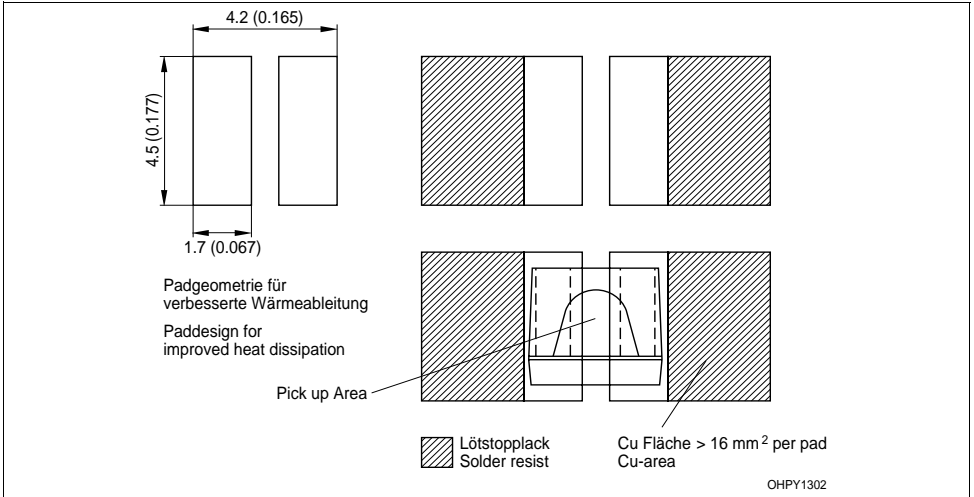 4.2 (0.165)
4.5 (0.177)
1.7 (0.067)
Padgeometrie für
verbesserte Wärmeableitung
Paddesign for
improved heat dissipation
Pick up Area
Lötstopplack
Solder resist
Cu Fläche > 16 mm² per pad
Cu-area
OHPY1302